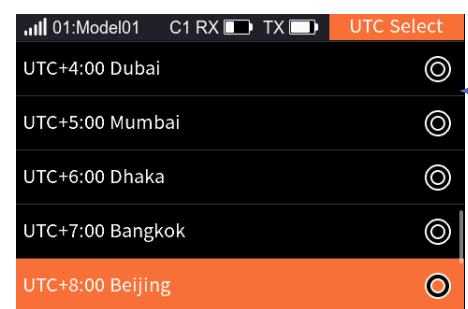 01:Model01 C1 RX TX UTC Select
UTC+4:00 Dubai
UTC+5:00 Mumbai
UTC+6:00 Dhaka
UTC+7:00 Bangkok
UTC+8:00 Beijing